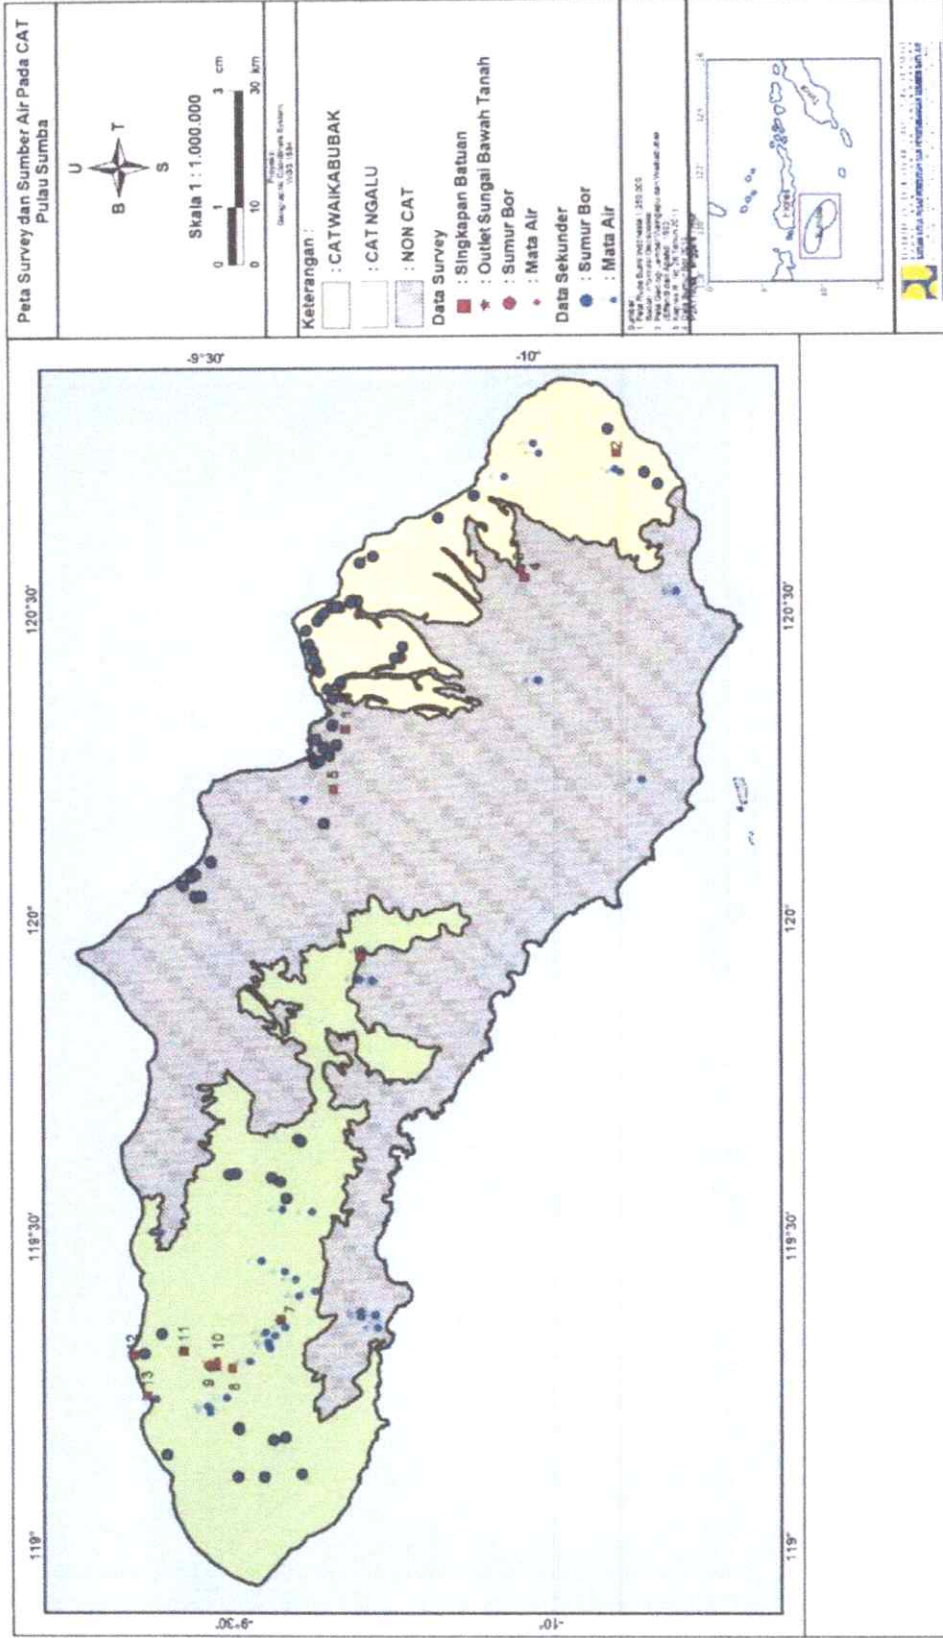 Peta Survey dan Sumber Air Pada CAT
Pulau Sumba
U
B
T
S
Skala 1 : 1.000.000
0 1 3 cm
0 10 30 km
Keterangan :
: CATWAIKABUBAK
: CAT NGALU
: NON CAT
Data Survey
: Singkapan Batuan
: Outlet Sungai Bawah Tanah
: Sumur Bor
: Mata Air
Data Sekunder
: Sumur Bor
: Mata Air
119°
119°30'
120°
120°30'
-9°30'
-10°
13
12
11
9
10
8
7
5
1
4
2
-9°30'
-10°
119°
119°30'
120°
120°30'